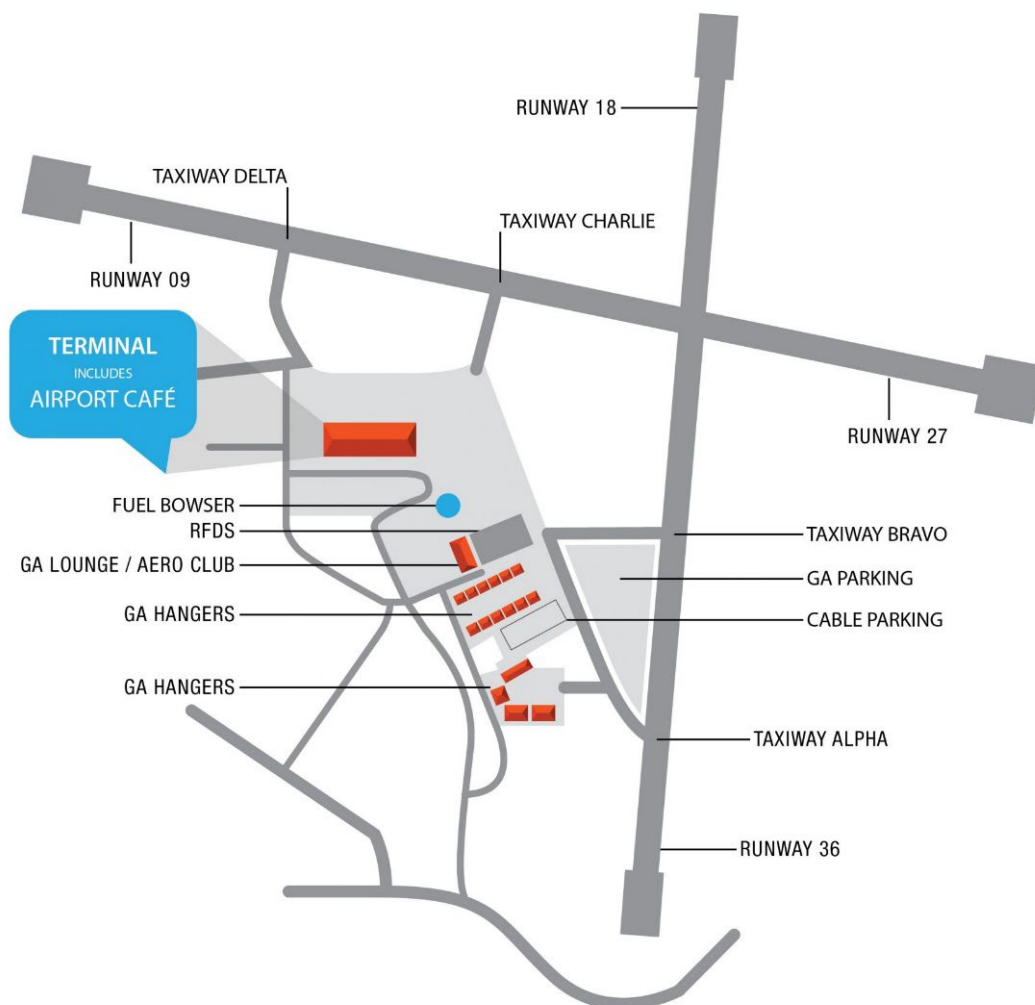 RUNWAY 18
TAXIWAY DELTA
TAXIWAY CHARLIE
RUNWAY 09
TERMINAL
INCLUDES
AIRPORT CAFÉ
RUNWAY 27
FUEL BOWSER
RFDS
GA LOUNGE / AERO CLUB
GA HANGERS
GA HANGERS
TAXIWAY BRAVO
GA PARKING
CABLE PARKING
TAXIWAY ALPHA
RUNWAY 36